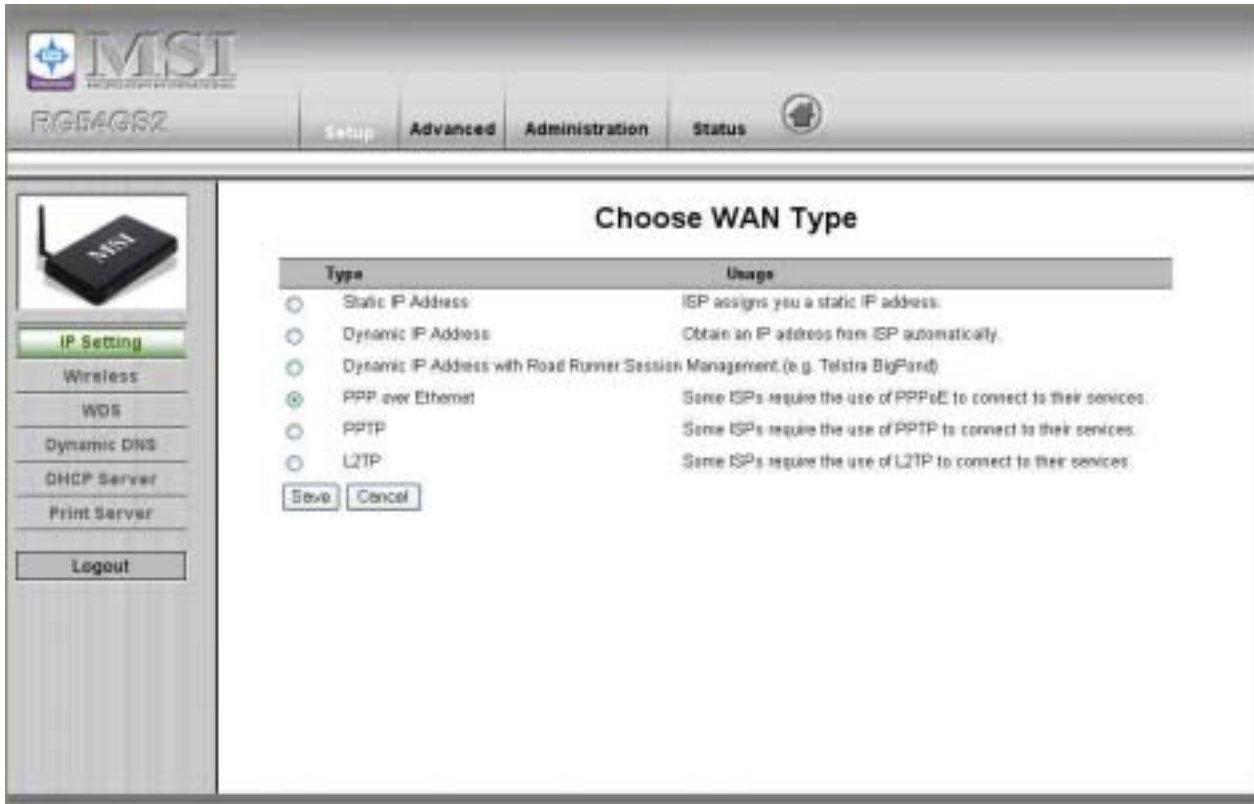 MSI
RG54GS2
Setup
Advanced
Administration
Status
MSI
IP Setting
Wireless
WDS
Dynamic DNS
DHCP Server
Print Server
Logout
Choose WAN Type
Type Usage
Static IP Address ISP assigns you a static IP address.
Dynamic IP Address Obtain an IP address from ISP automatically.
Dynamic IP Address with Road Runner Session Management.(e.g. Telstra BigPond)
PPP over Ethernet Some ISPs require the use of PPPoE to connect to their services.
PPTP Some ISPs require the use of PPTP to connect to their services.
L2TP Some ISPs require the use of L2TP to connect to their services
Save Cancel